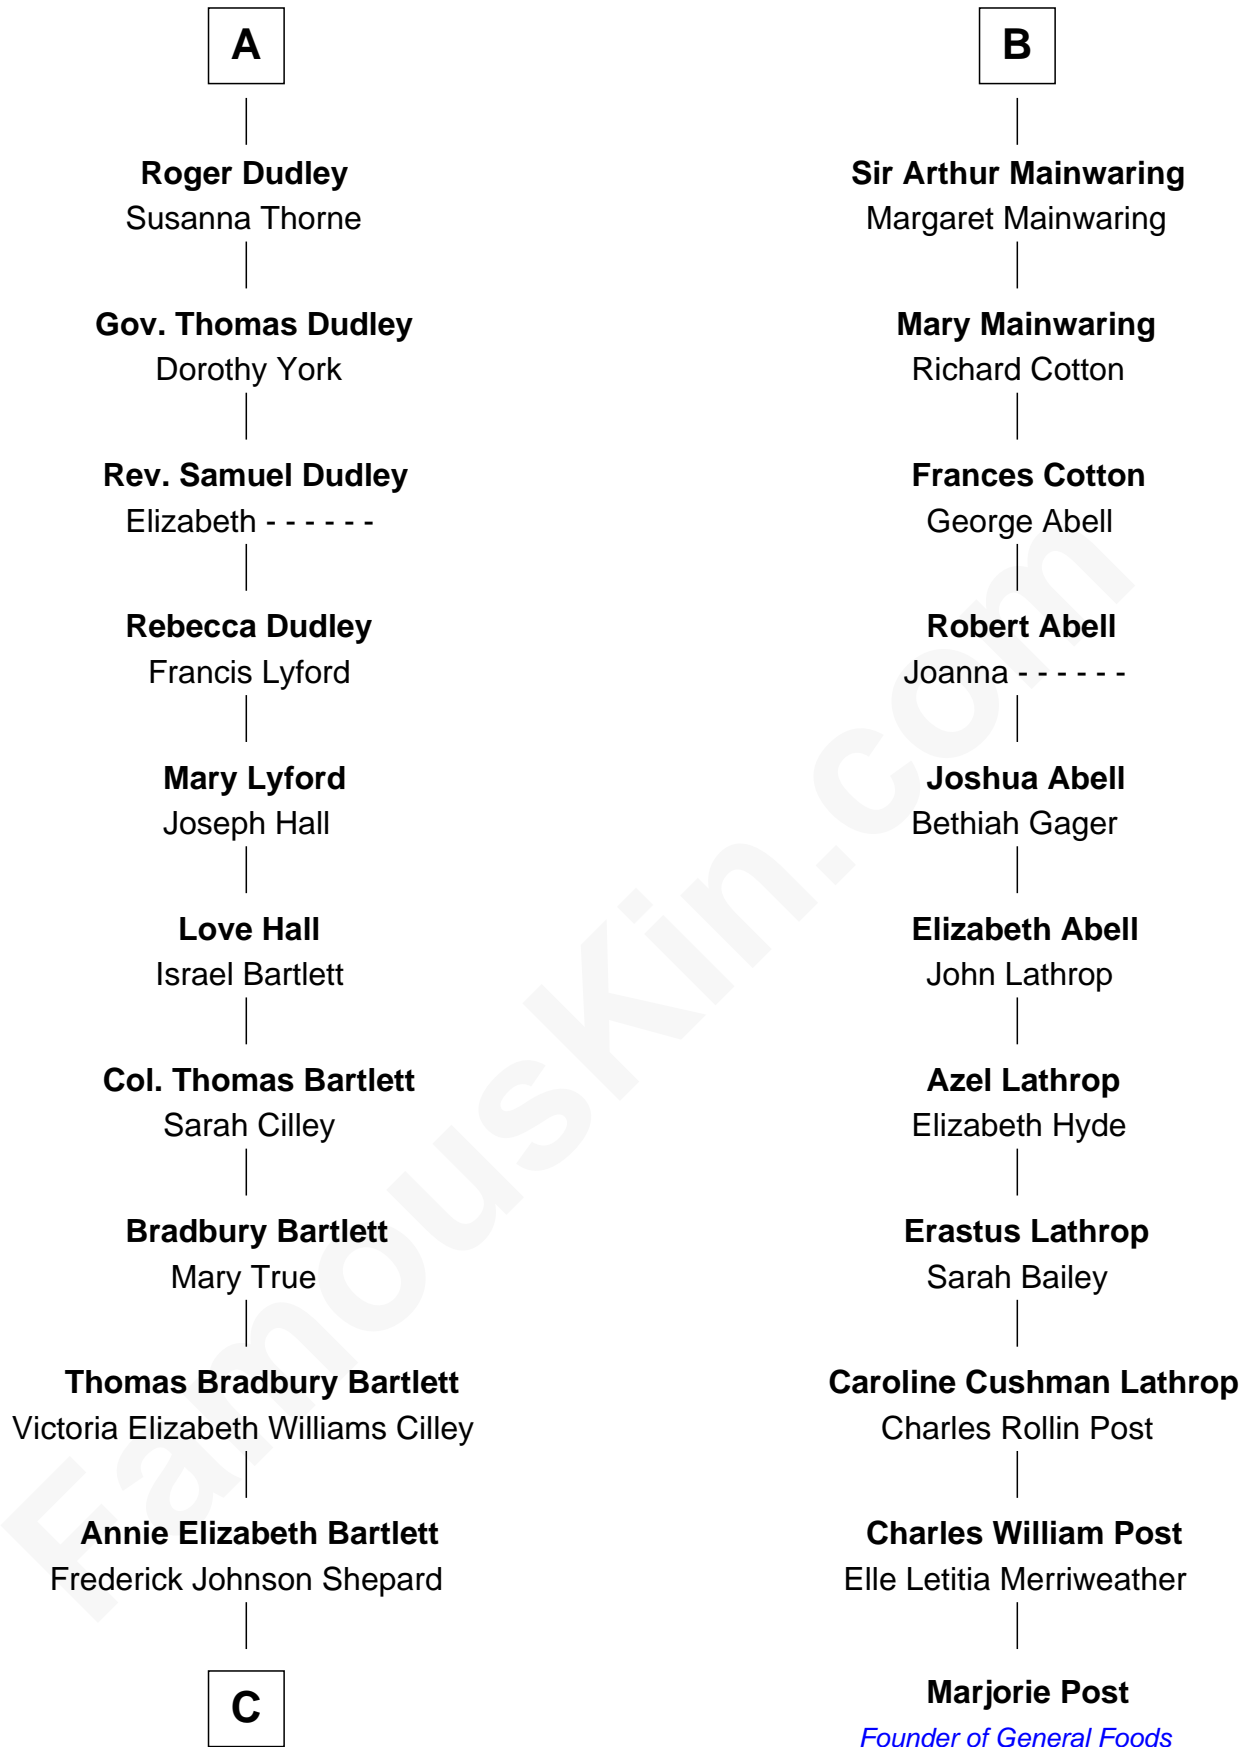 A
Roger Dudley
Susanna Thorne
Gov. Thomas Dudley
Dorothy York
Rev. Samuel Dudley
Elizabeth - - - - - -
Rebecca Dudley
Francis Lyford
Mary Lyford
Joseph Hall
Love Hall
Israel Bartlett
Col. Thomas Bartlett
Sarah Cilley
Bradbury Bartlett
Mary True
Thomas Bradbury Bartlett
Victoria Elizabeth Williams Cilley
Annie Elizabeth Bartlett
Frederick Johnson Shepard
C
B
Sir Arthur Mainwaring
Margaret Mainwaring
Mary Mainwaring
Richard Cotton
Frances Cotton
George Abell
Robert Abell
Joanna - - - - - -
Joshua Abell
Bethiah Gager
Elizabeth Abell
John Lathrop
Azel Lathrop
Elizabeth Hyde
Erastus Lathrop
Sarah Bailey
Caroline Cushman Lathrop
Charles Rollin Post
Charles William Post
Elle Letitia Merriweather
Marjorie Post
Founder of General Foods
FamousKin.com